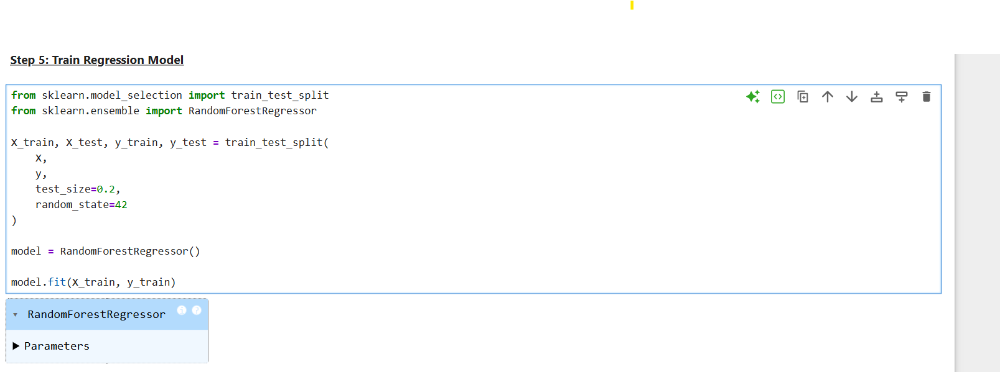 Step 5: Train Regression Model
from sklearn.model_selection import train_test_split
from sklearn.ensemble import RandomForestRegressor
X_train, X_test, y_train, y_test = train_test_split(
    X,
    y,
    test_size=0.2,
    random_state=42
)
model = RandomForestRegressor()
model.fit(X_train, y_train)
RandomForestRegressor i ?
Parameters